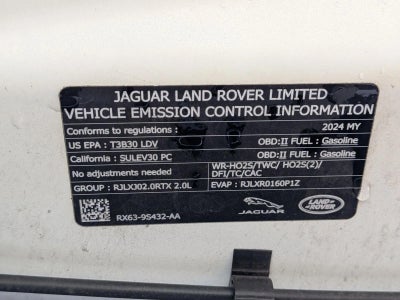 JAGUAR LAND ROVER LIMITED
VEHICLE EMISSION CONTROL INFORMATION
Conforms to regulations : 2024 MY
US EPA : T3B30 LDV OBD:II FUEL: Gasoline
California : SULEV30 PC OBD:II FUEL: Gasoline
No adjustments needed WR-HO2S/TWC/ HO2S(2)/
DFI/TC/CAC
GROUP : RJLXJ02.0RTX 2.0L EVAP : RJLXR0160P1Z
RX63-9S432-AA JAGUAR LAND ROVER